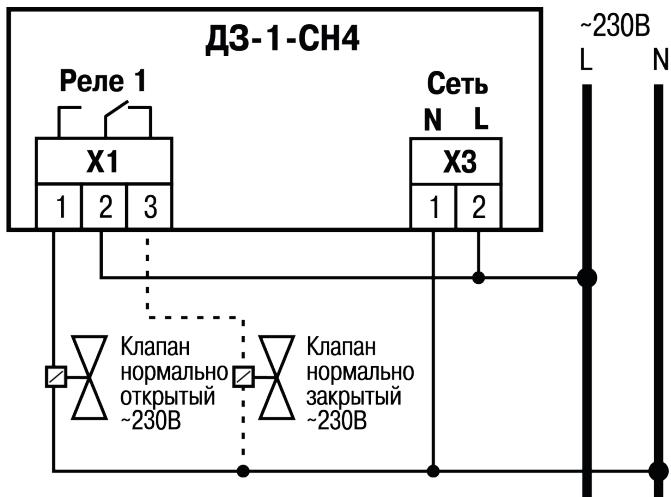 ДЗ-1-СН4
~230В
L N
Реле 1
Сеть
N L
X1
X3
1 2 3
1 2
Клапан
нормально
открытый
~230В
Клапан
нормально
закрытый
~230В